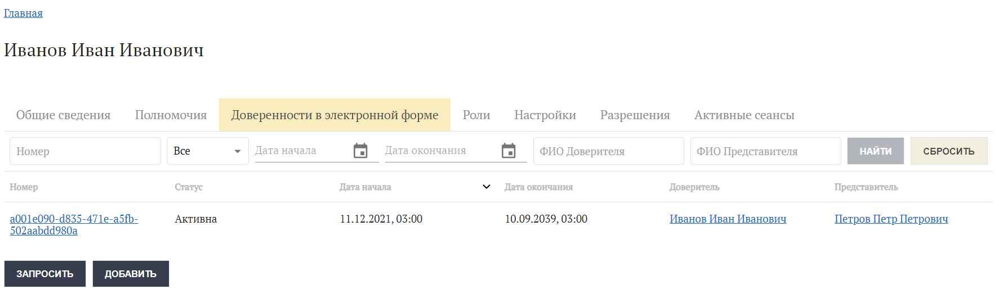 Главная
Иванов Иван Иванович
Общие сведения Полномочия Доверенности в электронной форме Роли Настройки Разрешения Активные сеансы
Номер Все Дата начала Дата окончания ФИО Доверителя ФИО Представителя НАЙТИ СБРОСИТЬ
Номер Статус Дата начала Дата окончания Доверитель Представитель
a001e090-d835-471e-a5fb- Активна 11.12.2021, 03:00 10.09.2039, 03:00 Иванов Иван Иванович Петров Петр Петрович
502aabdd980a
ЗАПРОСИТЬ ДОБАВИТЬ